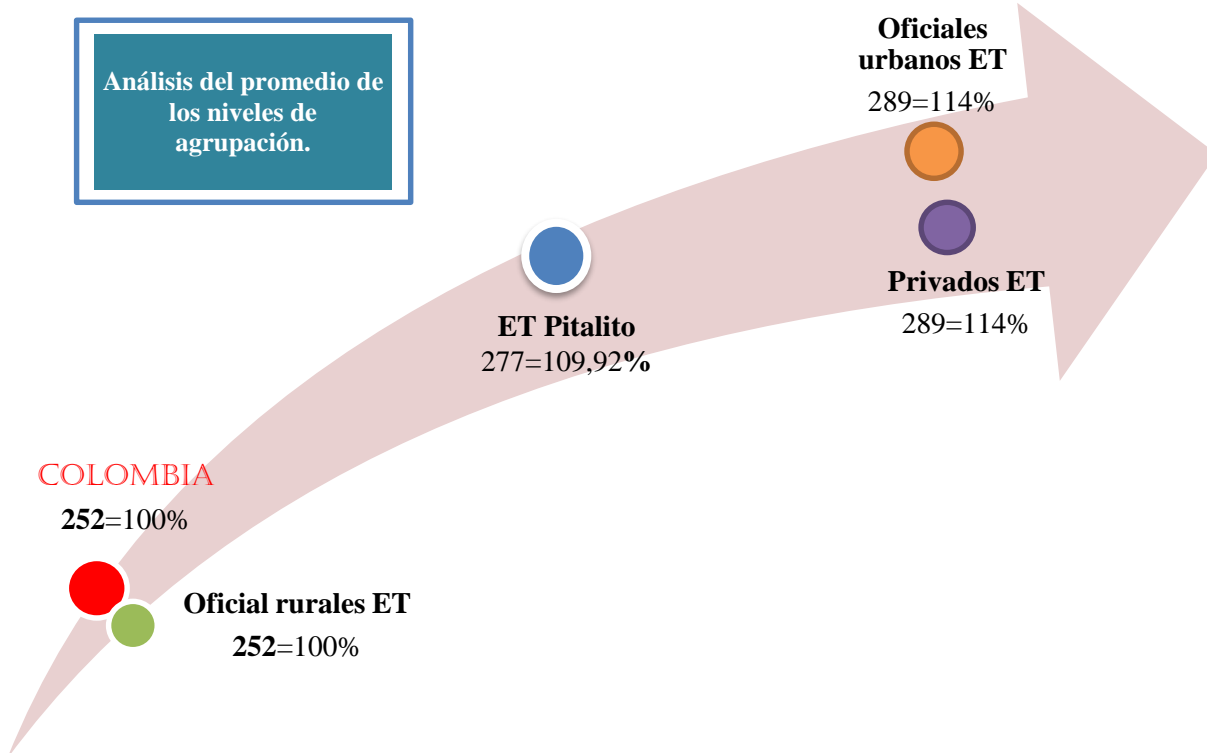 Análisis del promedio de
los niveles de
agrupación.
Oficiales
urbanos ET
289=114%
Privados ET
289=114%
ET Pitalito
277=109,92%
COLOMBIA
252=100%
Oficial rurales ET
252=100%